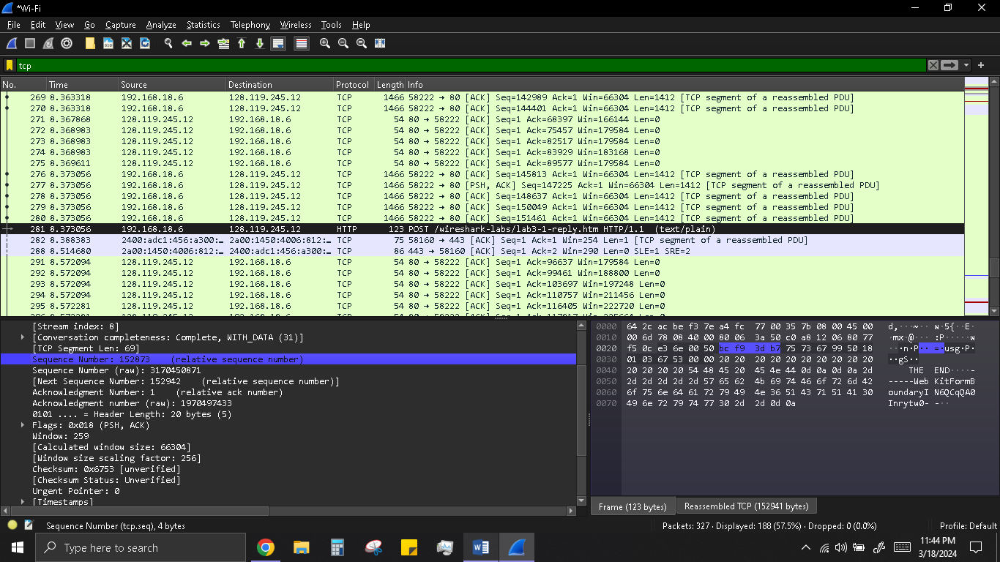 *Wi-Fi
File Edit View Go Capture Analyze Statistics Telephony Wireless Tools Help
tcp
No. Time Source Destination Protocol Length Info
269 8.363318 192.168.18.6 128.119.245.12 TCP 1466 58222 → 80 [ACK] Seq=142989 Ack=1 Win=66304 Len=1412 [TCP segment of a reassembled PDU]
270 8.363318 192.168.18.6 128.119.245.12 TCP 1466 58222 → 80 [ACK] Seq=144401 Ack=1 Win=66304 Len=1412 [TCP segment of a reassembled PDU]
271 8.367868 128.119.245.12 192.168.18.6 TCP 54 80 → 58222 [ACK] Seq=1 Ack=68397 Win=166144 Len=0
272 8.368983 128.119.245.12 192.168.18.6 TCP 54 80 → 58222 [ACK] Seq=1 Ack=75457 Win=179584 Len=0
273 8.368983 128.119.245.12 192.168.18.6 TCP 54 80 → 58222 [ACK] Seq=1 Ack=82517 Win=179584 Len=0
274 8.368983 128.119.245.12 192.168.18.6 TCP 54 80 → 58222 [ACK] Seq=1 Ack=83929 Win=183168 Len=0
275 8.369611 128.119.245.12 192.168.18.6 TCP 54 80 → 58222 [ACK] Seq=1 Ack=89577 Win=179584 Len=0
276 8.373056 192.168.18.6 128.119.245.12 TCP 1466 58222 → 80 [ACK] Seq=145813 Ack=1 Win=66304 Len=1412 [TCP segment of a reassembled PDU]
277 8.373056 192.168.18.6 128.119.245.12 TCP 1466 58222 → 80 [PSH, ACK] Seq=147225 Ack=1 Win=66304 Len=1412 [TCP segment of a reassembled PDU]
278 8.373056 192.168.18.6 128.119.245.12 TCP 1466 58222 → 80 [ACK] Seq=148637 Ack=1 Win=66304 Len=1412 [TCP segment of a reassembled PDU]
279 8.373056 192.168.18.6 128.119.245.12 TCP 1466 58222 → 80 [ACK] Seq=150049 Ack=1 Win=66304 Len=1412 [TCP segment of a reassembled PDU]
280 8.373056 192.168.18.6 128.119.245.12 TCP 1466 58222 → 80 [ACK] Seq=151461 Ack=1 Win=66304 Len=1412 [TCP segment of a reassembled PDU]
281 8.373056 192.168.18.6 128.119.245.12 HTTP 123 POST /wireshark-labs/lab3-1-reply.htm HTTP/1.1 (text/plain)
282 8.388383 2400:adc1:456:a300:… 2a00:1450:4006:812:… TCP 75 58160 → 443 [ACK] Seq=1 Ack=1 Win=254 Len=1 [TCP segment of a reassembled PDU]
288 8.514680 2a00:1450:4006:812:… 2400:adc1:456:a300:… TCP 86 443 → 58160 [ACK] Seq=1 Ack=2 Win=290 Len=0 SLE=1 SRE=2
291 8.572094 128.119.245.12 192.168.18.6 TCP 54 80 → 58222 [ACK] Seq=1 Ack=96637 Win=179584 Len=0
292 8.572094 128.119.245.12 192.168.18.6 TCP 54 80 → 58222 [ACK] Seq=1 Ack=99461 Win=188800 Len=0
293 8.572094 128.119.245.12 192.168.18.6 TCP 54 80 → 58222 [ACK] Seq=1 Ack=103697 Win=197248 Len=0
294 8.572094 128.119.245.12 192.168.18.6 TCP 54 80 → 58222 [ACK] Seq=1 Ack=110757 Win=211456 Len=0
295 8.572281 128.119.245.12 192.168.18.6 TCP 54 80 → 58222 [ACK] Seq=1 Ack=116405 Win=222720 Len=0
[Stream index: 8]
[Conversation completeness: Complete, WITH_DATA (31)]
[TCP Segment Len: 69]
Sequence Number: 152873 (relative sequence number)
Sequence Number (raw): 3170450871
[Next Sequence Number: 152942 (relative sequence number)]
Acknowledgment Number: 1 (relative ack number)
Acknowledgment number (raw): 1970497433
0101 .... = Header Length: 20 bytes (5)
Flags: 0x018 (PSH, ACK)
Window: 259
[Calculated window size: 66304]
[Window size scaling factor: 256]
Checksum: 0x6753 [unverified]
[Checksum Status: Unverified]
Urgent Pointer: 0
[Timestamps]
0000 64 2c ac be f3 7e a4 fc 77 00 35 7b 08 00 45 00 d,···~·· w·5{··E·
0010 00 6d 78 08 40 00 80 06 3a 50 c0 a8 12 06 80 77 ·mx·@··· :P·····w
0020 f5 0c e3 6e 00 50 bc f9 3d b7 75 73 67 99 50 18 ···n·P·· =·usg·P·
0030 01 03 67 53 00 00 20 20 20 20 20 20 20 20 20 20 ··gS··
0040 20 20 20 20 54 48 45 20 45 4e 44 0d 0a 0d 0a 2d THE END····-
0050 2d 2d 2d 2d 2d 57 65 62 4b 69 74 46 6f 72 6d 42 -----Web KitFormB
0060 6f 75 6e 64 61 72 79 49 4e 36 51 43 71 51 41 30 oundaryI N6QCqQA0
0070 49 6e 72 79 74 77 30 2d 2d 0d 0a Inrytw0- -··
Frame (123 bytes) Reassembled TCP (152941 bytes)
Sequence Number (tcp.seq), 4 bytes Packets: 327 · Displayed: 188 (57.5%) · Dropped: 0 (0.0%) Profile: Default
Type here to search
11:44 PM
3/18/2024